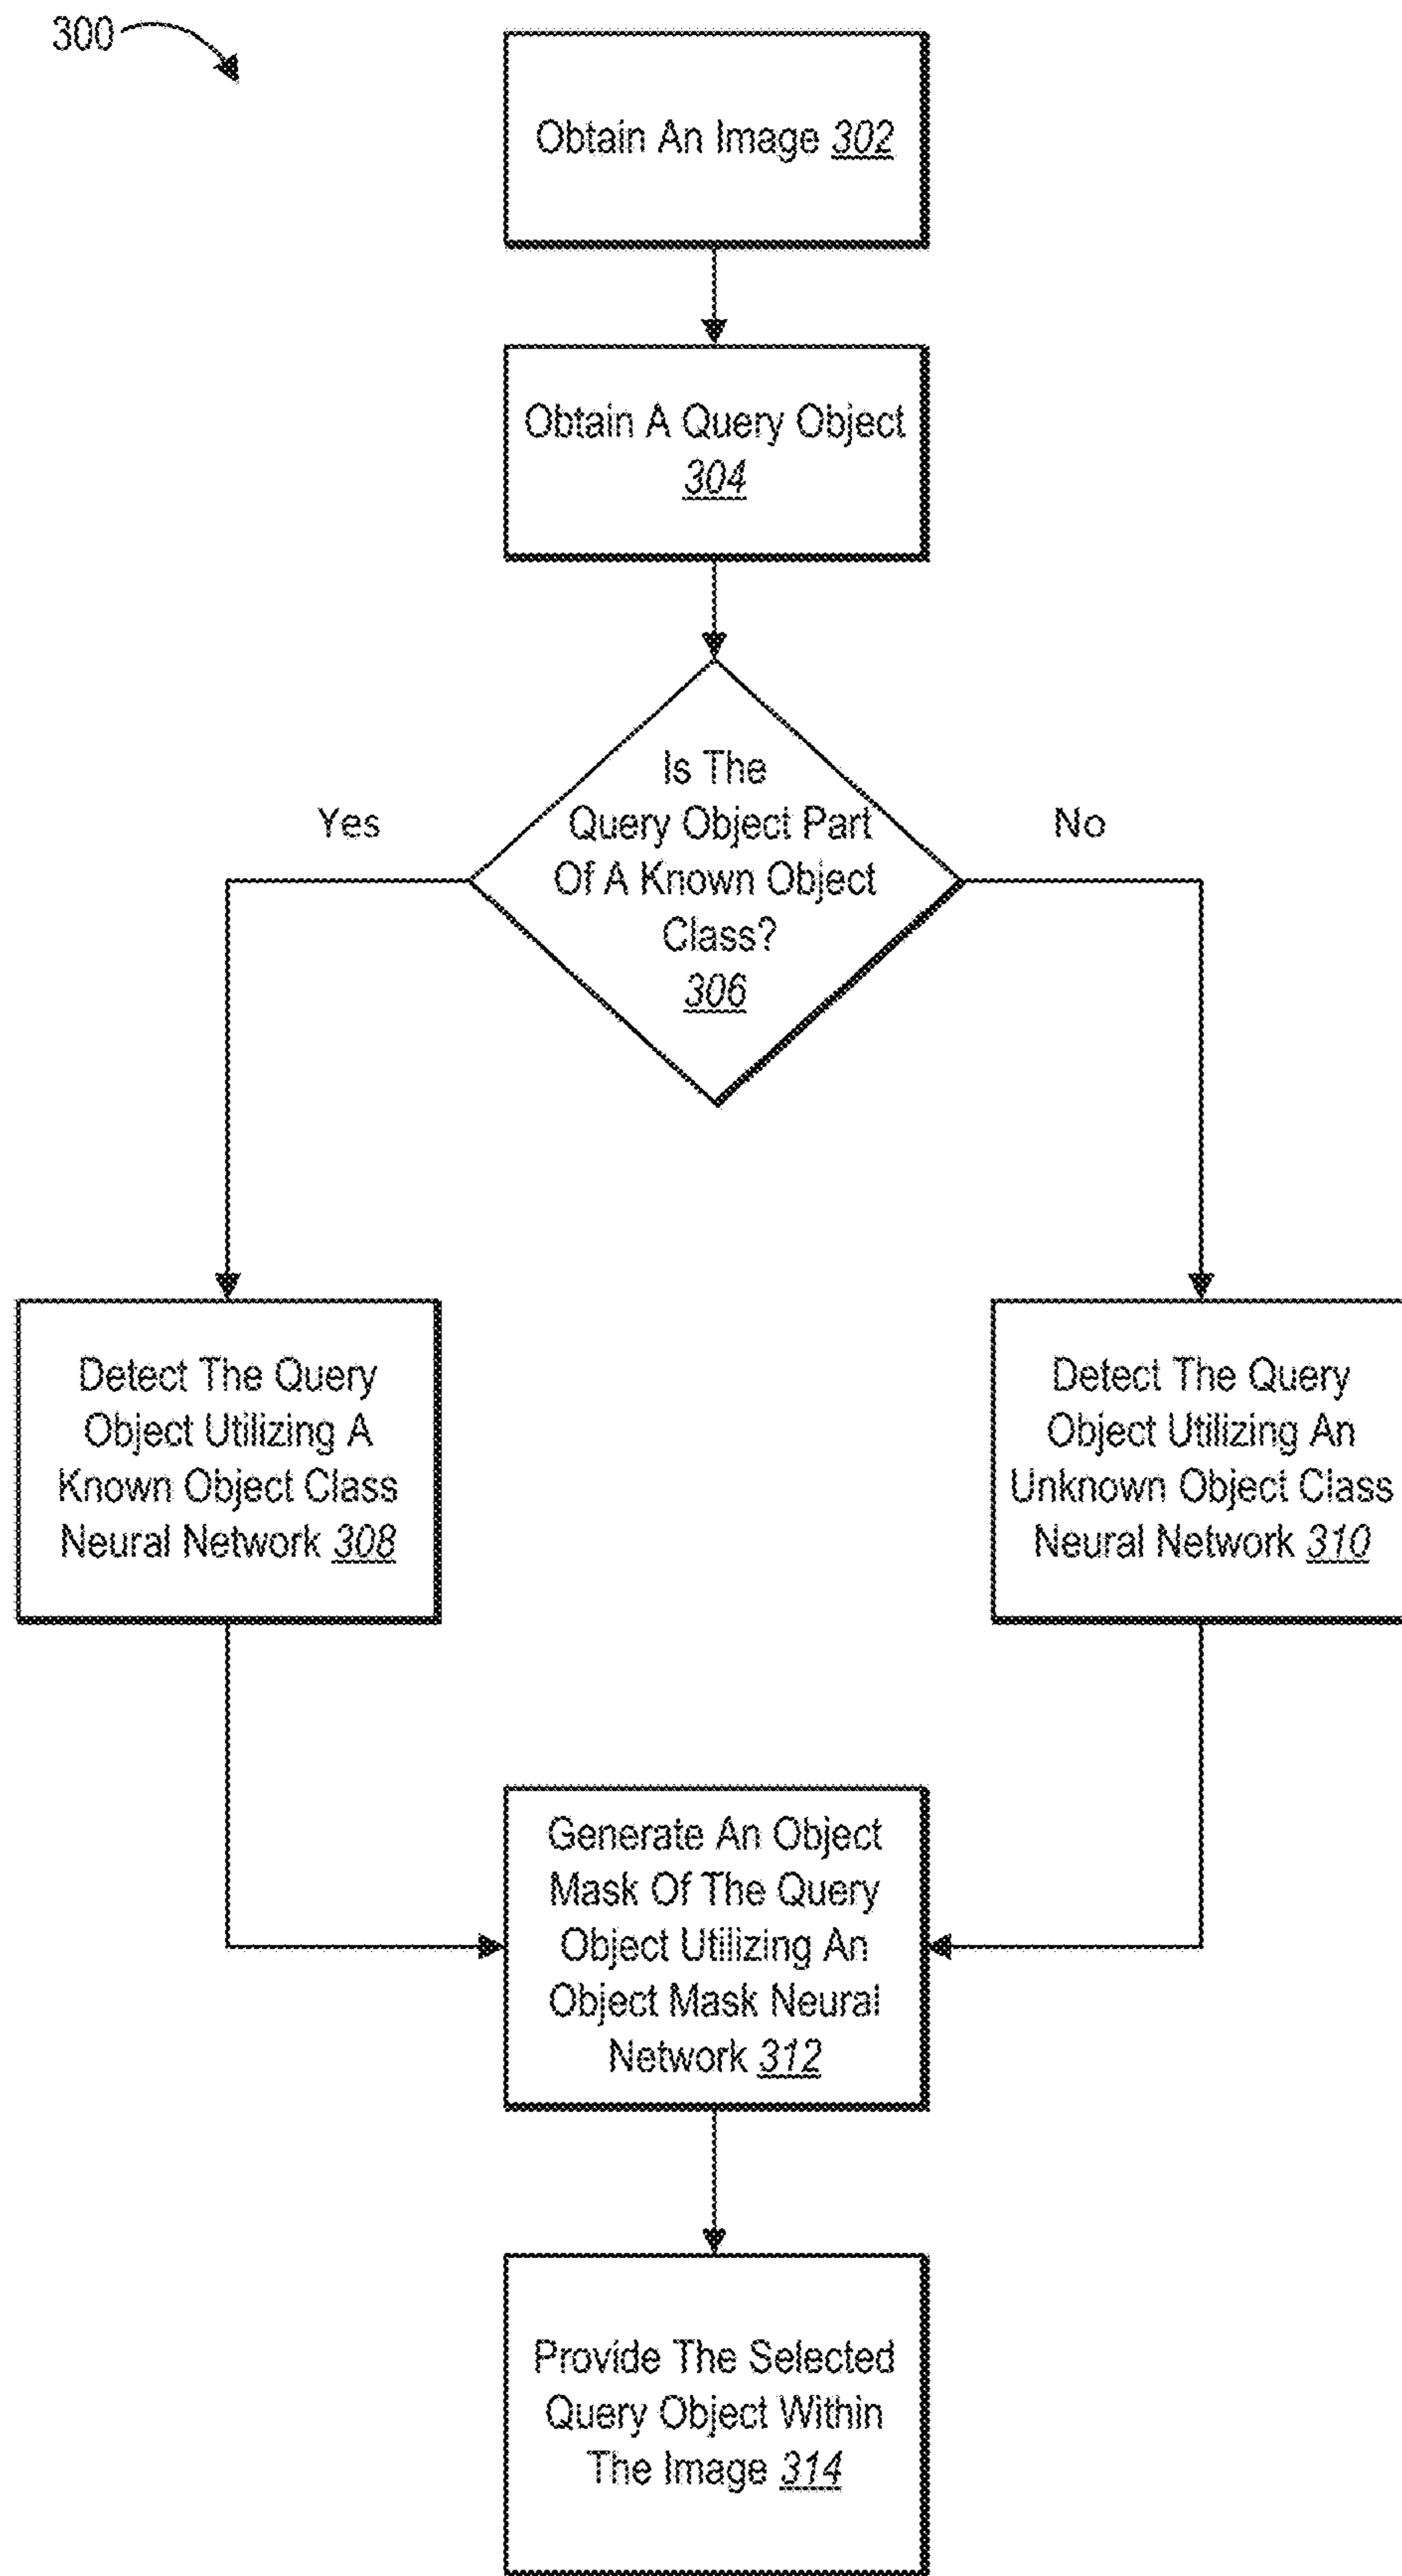 300
Obtain An Image 302
Obtain A Query Object
304
Is The
Query Object Part
Of A Known Object
Class?
306
Yes
No
Detect The Query
Object Utilizing A
Known Object Class
Neural Network 308
Detect The Query
Object Utilizing An
Unknown Object Class
Neural Network 310
Generate An Object
Mask Of The Query
Object Utilizing An
Object Mask Neural
Network 312
Provide The Selected
Query Object Within
The Image 314